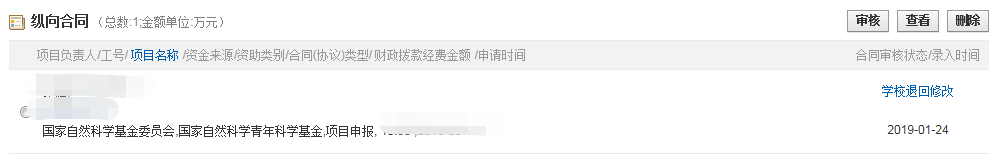 纵向合同 (总数:1;金额单位:万元) 审核 查看 删除
项目负责人/工号/ 项目名称 /资金来源/资助类别/合同(协议)类型/ 财政拨款经费金额 /申请时间 合同审核状态/录入时间
学校退回修改
国家自然科学基金委员会,国家自然科学青年科学基金,项目申报, 2019-01-24